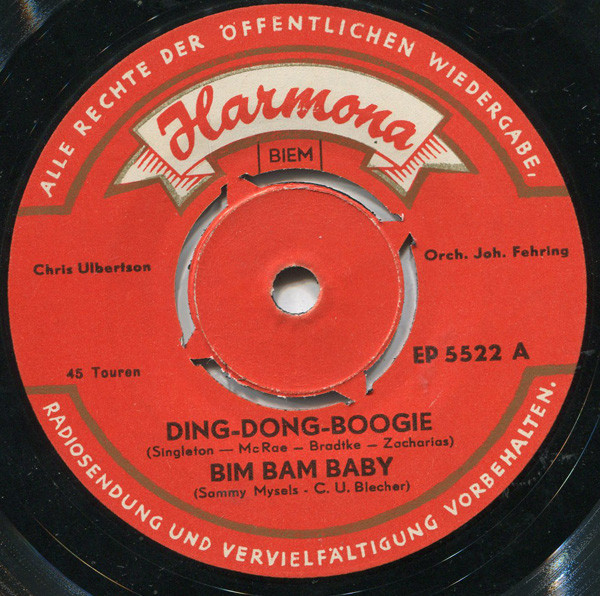 ALLE RECHTE DER ÖFFENTLICHEN WIEDERGABE,
Harmona
BIEM
Chris Ulbertson
Orch. Joh. Fehring
45 Touren
EP 5522 A
DING-DONG-BOOGIE
(Singleton — McRae – Bradtke – Zacharias)
BIM BAM BABY
(Sammy Mysels - C. U. Blecher)
RADIOSENDUNG UND VERVIELFÄLTIGUNG VORBEHALTEN.